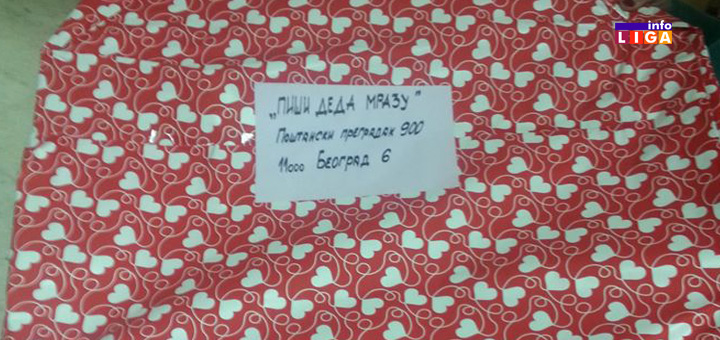 info
LIGA
„ПИШИ ДЕДА МРАЗУ"
Поштански преградак 900
11000 Београд 6